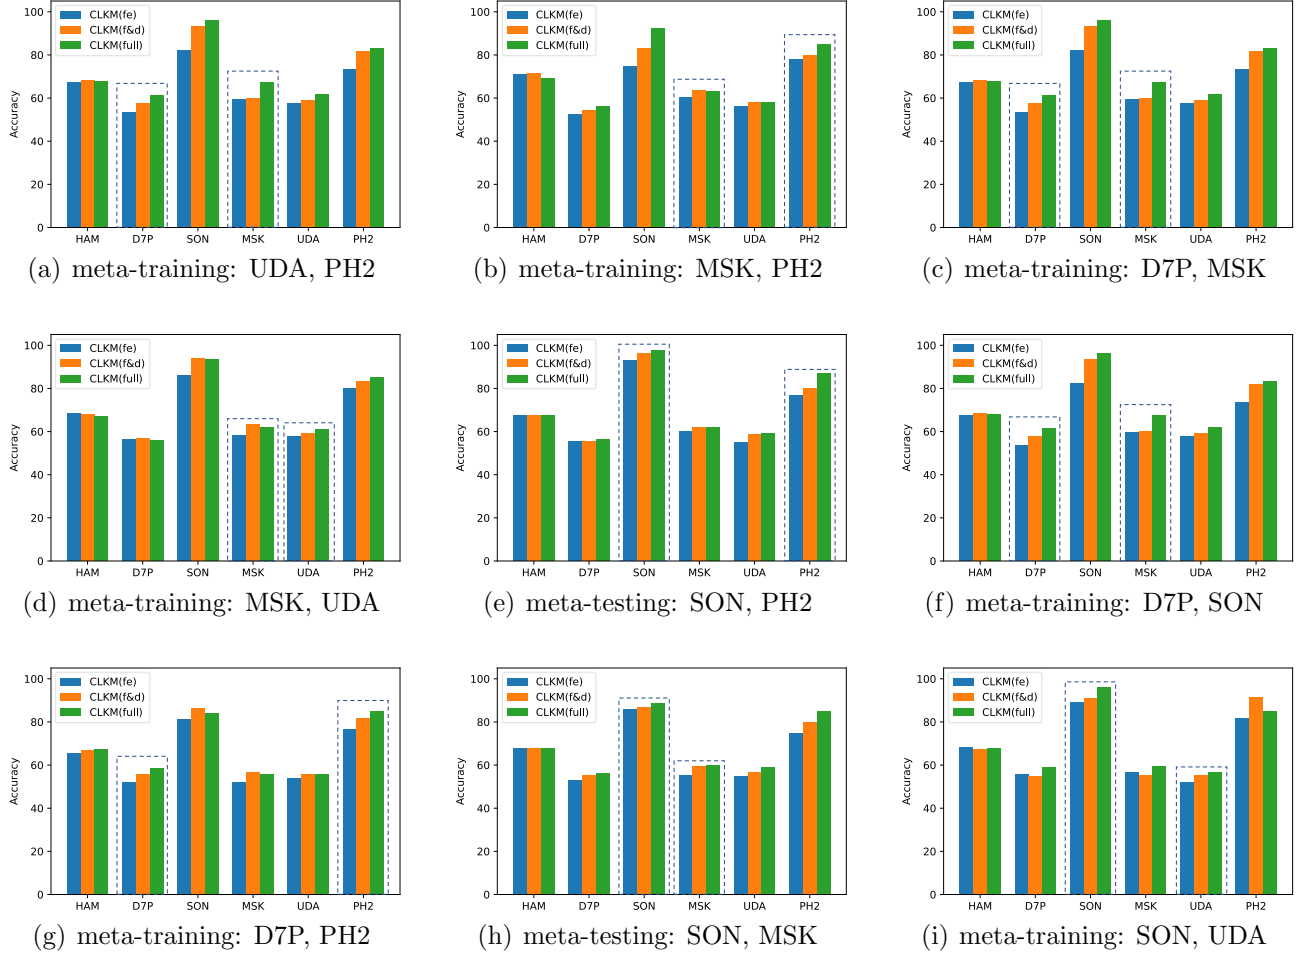 100
80
60
40
20
0
Accuracy
CLKM(fe)
CLKM(f&d)
CLKM(full)
HAM D7P SON MSK UDA PH2
(a) meta-training: UDA, PH2
100
80
60
40
20
0
Accuracy
CLKM(fe)
CLKM(f&d)
CLKM(full)
HAM D7P SON MSK UDA PH2
(b) meta-training: MSK, PH2
100
80
60
40
20
0
Accuracy
CLKM(fe)
CLKM(f&d)
CLKM(full)
HAM D7P SON MSK UDA PH2
(c) meta-training: D7P, MSK
100
80
60
40
20
0
Accuracy
CLKM(fe)
CLKM(f&d)
CLKM(full)
HAM D7P SON MSK UDA PH2
(d) meta-training: MSK, UDA
100
80
60
40
20
0
Accuracy
CLKM(fe)
CLKM(f&d)
CLKM(full)
HAM D7P SON MSK UDA PH2
(e) meta-testing: SON, PH2
100
80
60
40
20
0
Accuracy
CLKM(fe)
CLKM(f&d)
CLKM(full)
HAM D7P SON MSK UDA PH2
(f) meta-training: D7P, SON
100
80
60
40
20
0
Accuracy
CLKM(fe)
CLKM(f&d)
CLKM(full)
HAM D7P SON MSK UDA PH2
(g) meta-training: D7P, PH2
100
80
60
40
20
0
Accuracy
CLKM(fe)
CLKM(f&d)
CLKM(full)
HAM D7P SON MSK UDA PH2
(h) meta-testing: SON, MSK
100
80
60
40
20
0
Accuracy
CLKM(fe)
CLKM(f&d)
CLKM(full)
HAM D7P SON MSK UDA PH2
(i) meta-training: SON, UDA